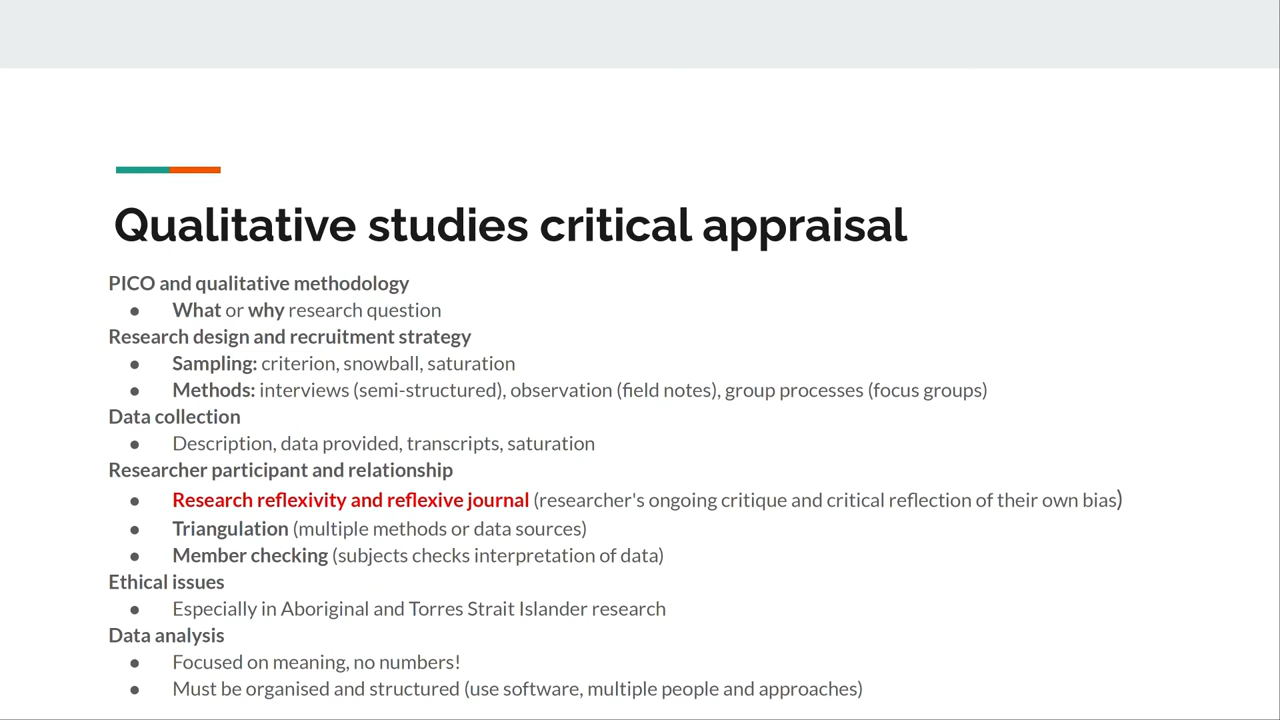 Qualitative studies critical appraisal
PICO and qualitative methodology
● What or why research question
Research design and recruitment strategy
● Sampling: criterion, snowball, saturation
● Methods: interviews (semi-structured), observation (field notes), group processes (focus groups)
Data collection
● Description, data provided, transcripts, saturation
Researcher participant and relationship
● Research reflexivity and reflexive journal (researcher's ongoing critique and critical reflection of their own bias)
● Triangulation (multiple methods or data sources)
● Member checking (subjects checks interpretation of data)
Ethical issues
● Especially in Aboriginal and Torres Strait Islander research
Data analysis
● Focused on meaning, no numbers!
● Must be organised and structured (use software, multiple people and approaches)